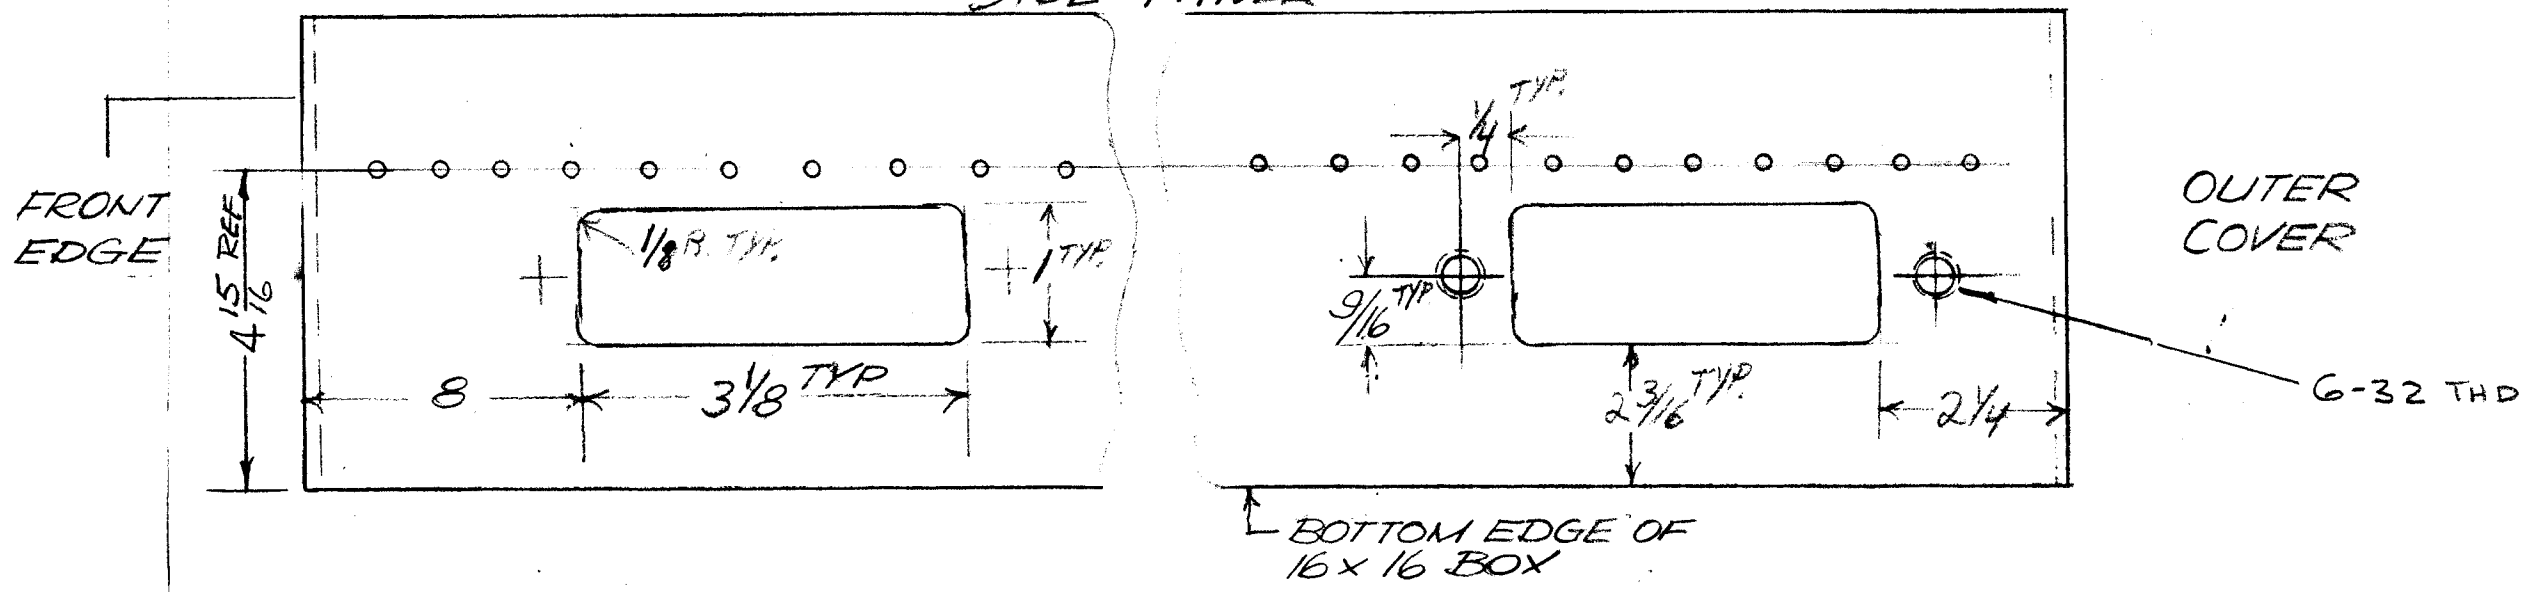 SIDE PANEL
1/4 TYP.
FRONT
EDGE
4 15/16 REF
1/8 R. TYP.
1 TYP.
9/16 TYP
OUTER
COVER
8
3 1/8 TYP
2 3/16 TYP.
2 1/4
6-32 THD
BOTTOM EDGE OF
16 x 16 BOX